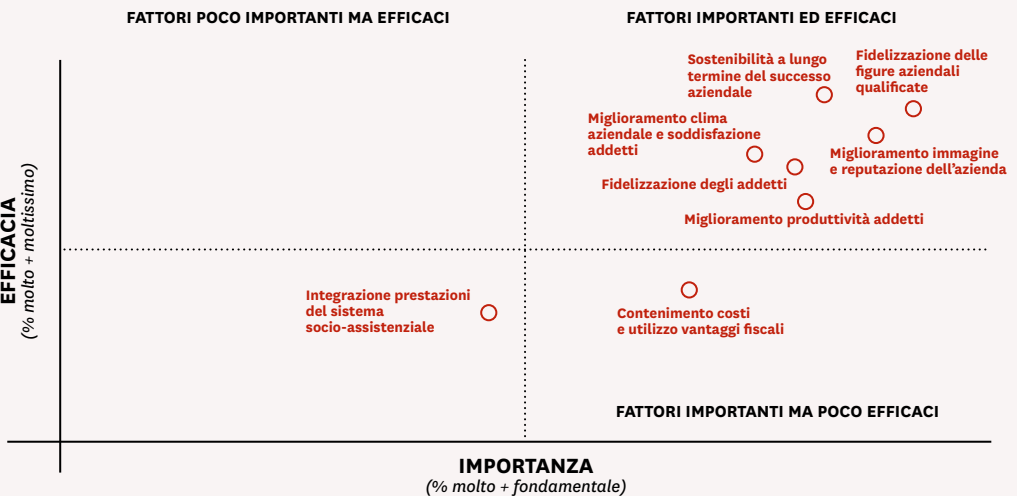 FATTORI POCO IMPORTANTI MA EFFICACI
FATTORI IMPORTANTI ED EFFICACI
Sostenibilità a lungo
termine del successo
aziendale
Fidelizzazione delle
figure aziendali
qualificate
Miglioramento clima
aziendale e soddisfazione
addetti
Miglioramento immagine
e reputazione dell'azienda
Fidelizzazione degli addetti
Miglioramento produttività addetti
EFFICACIA
(% molto + moltissimo)
Integrazione prestazioni
del sistema
socio-assistenziale
Contenimento costi
e utilizzo vantaggi fiscali
FATTORI IMPORTANTI MA POCO EFFICACI
IMPORTANZA
(% molto + fondamentale)